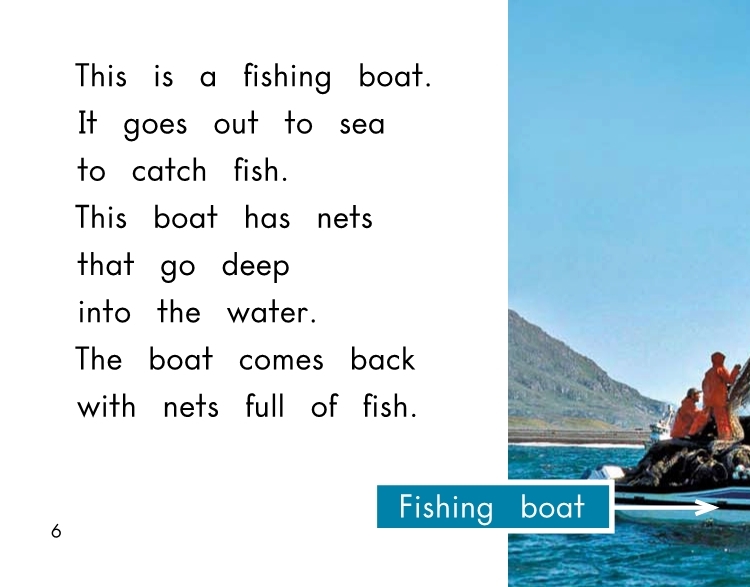 This is a fishing boat.
It goes out to sea
to catch fish.
This boat has nets
that go deep
into the water.
The boat comes back
with nets full of fish.
Fishing boat
6